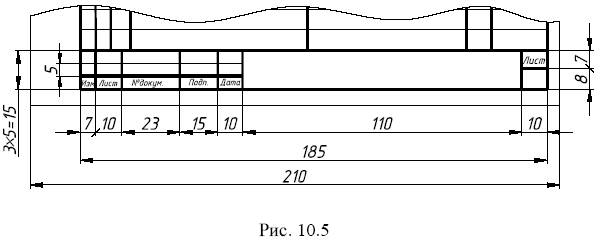 Лист
7
5
8
Изм
Лист
№докум.
Подп.
Дата
3×5=15
7
10
23
15
10
110
10
185
210
Рис. 10.5